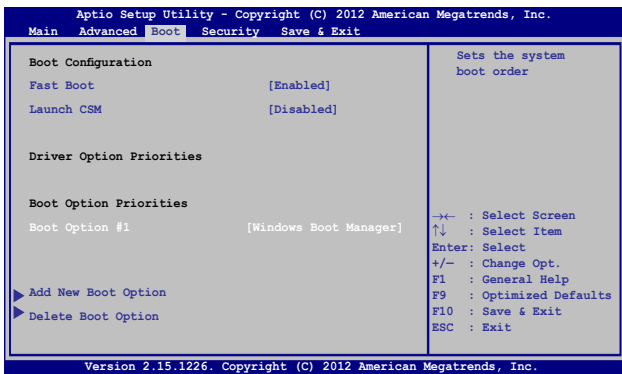 Aptio Setup Utility - Copyright (C) 2012 American Megatrends, Inc.
Main Advanced Boot Security Save & Exit
Boot Configuration
Fast Boot [Enabled]
Launch CSM [Disabled]
Driver Option Priorities
Boot Option Priorities
Boot Option #1 [Windows Boot Manager]
Add New Boot Option
Delete Boot Option
Sets the system
boot order
→← : Select Screen
↑↓ : Select Item
Enter: Select
+/— : Change Opt.
F1 : General Help
F9 : Optimized Defaults
F10 : Save & Exit
ESC : Exit
Version 2.15.1226. Copyright (C) 2012 American Megatrends, Inc.